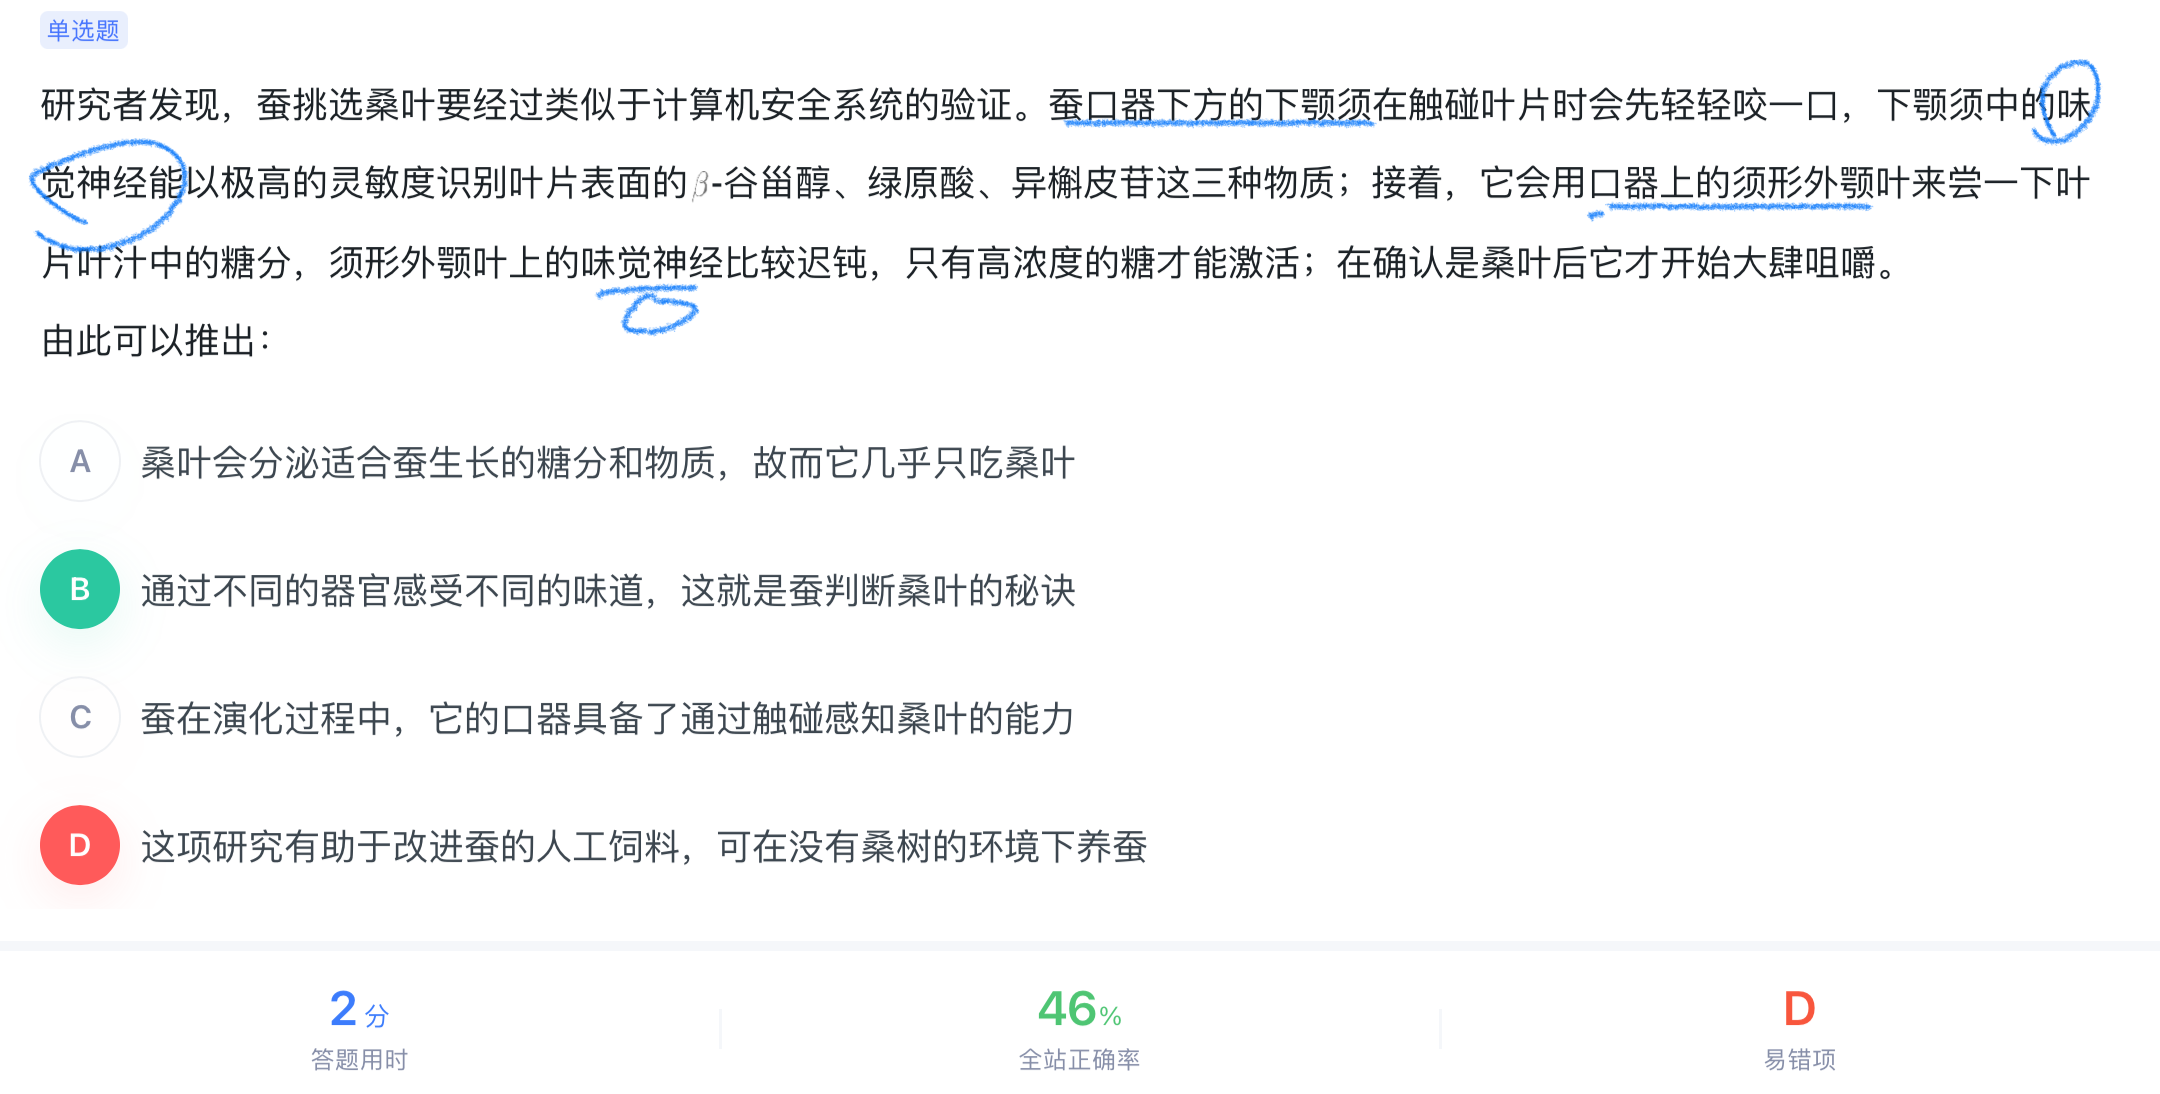 单选题
研究者发现，蚕挑选桑叶要经过类似于计算机安全系统的验证。蚕口器下方的下颚须在触碰叶片时会先轻轻咬一口，下颚须中的味
觉神经能以极高的灵敏度识别叶片表面的β-谷甾醇、绿原酸、异槲皮苷这三种物质；接着，它会用口器上的须形外颚叶来尝一下叶
片叶汁中的糖分，须形外颚叶上的味觉神经比较迟钝，只有高浓度的糖才能激活；在确认是桑叶后它才开始大肆咀嚼。
由此可以推出：
A 桑叶会分泌适合蚕生长的糖分和物质，故而它几乎只吃桑叶
B 通过不同的器官感受不同的味道，这就是蚕判断桑叶的秘诀
C 蚕在演化过程中，它的口器具备了通过触碰感知桑叶的能力
D 这项研究有助于改进蚕的人工饲料，可在没有桑树的环境下养蚕
2分 46% D
答题用时 全站正确率 易错项